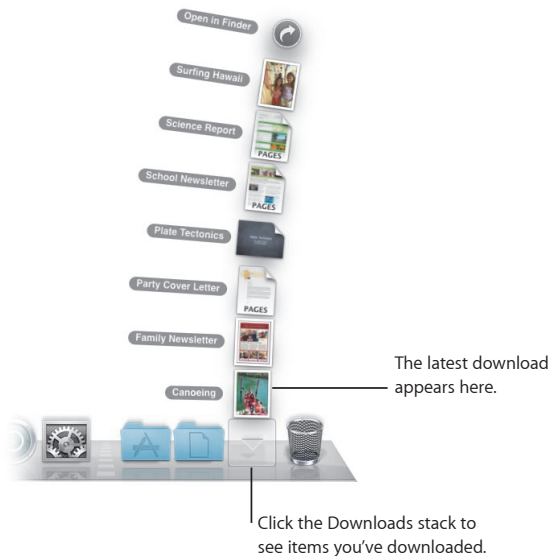 Open in Finder
Surfing Hawaii
Science Report
PAGES
School Newsletter
PAGES
Plate Tectonics
Party Cover Letter
PAGES
Family Newsletter
The latest download
appears here.
Canoeing
Click the Downloads stack to
see items you've downloaded.